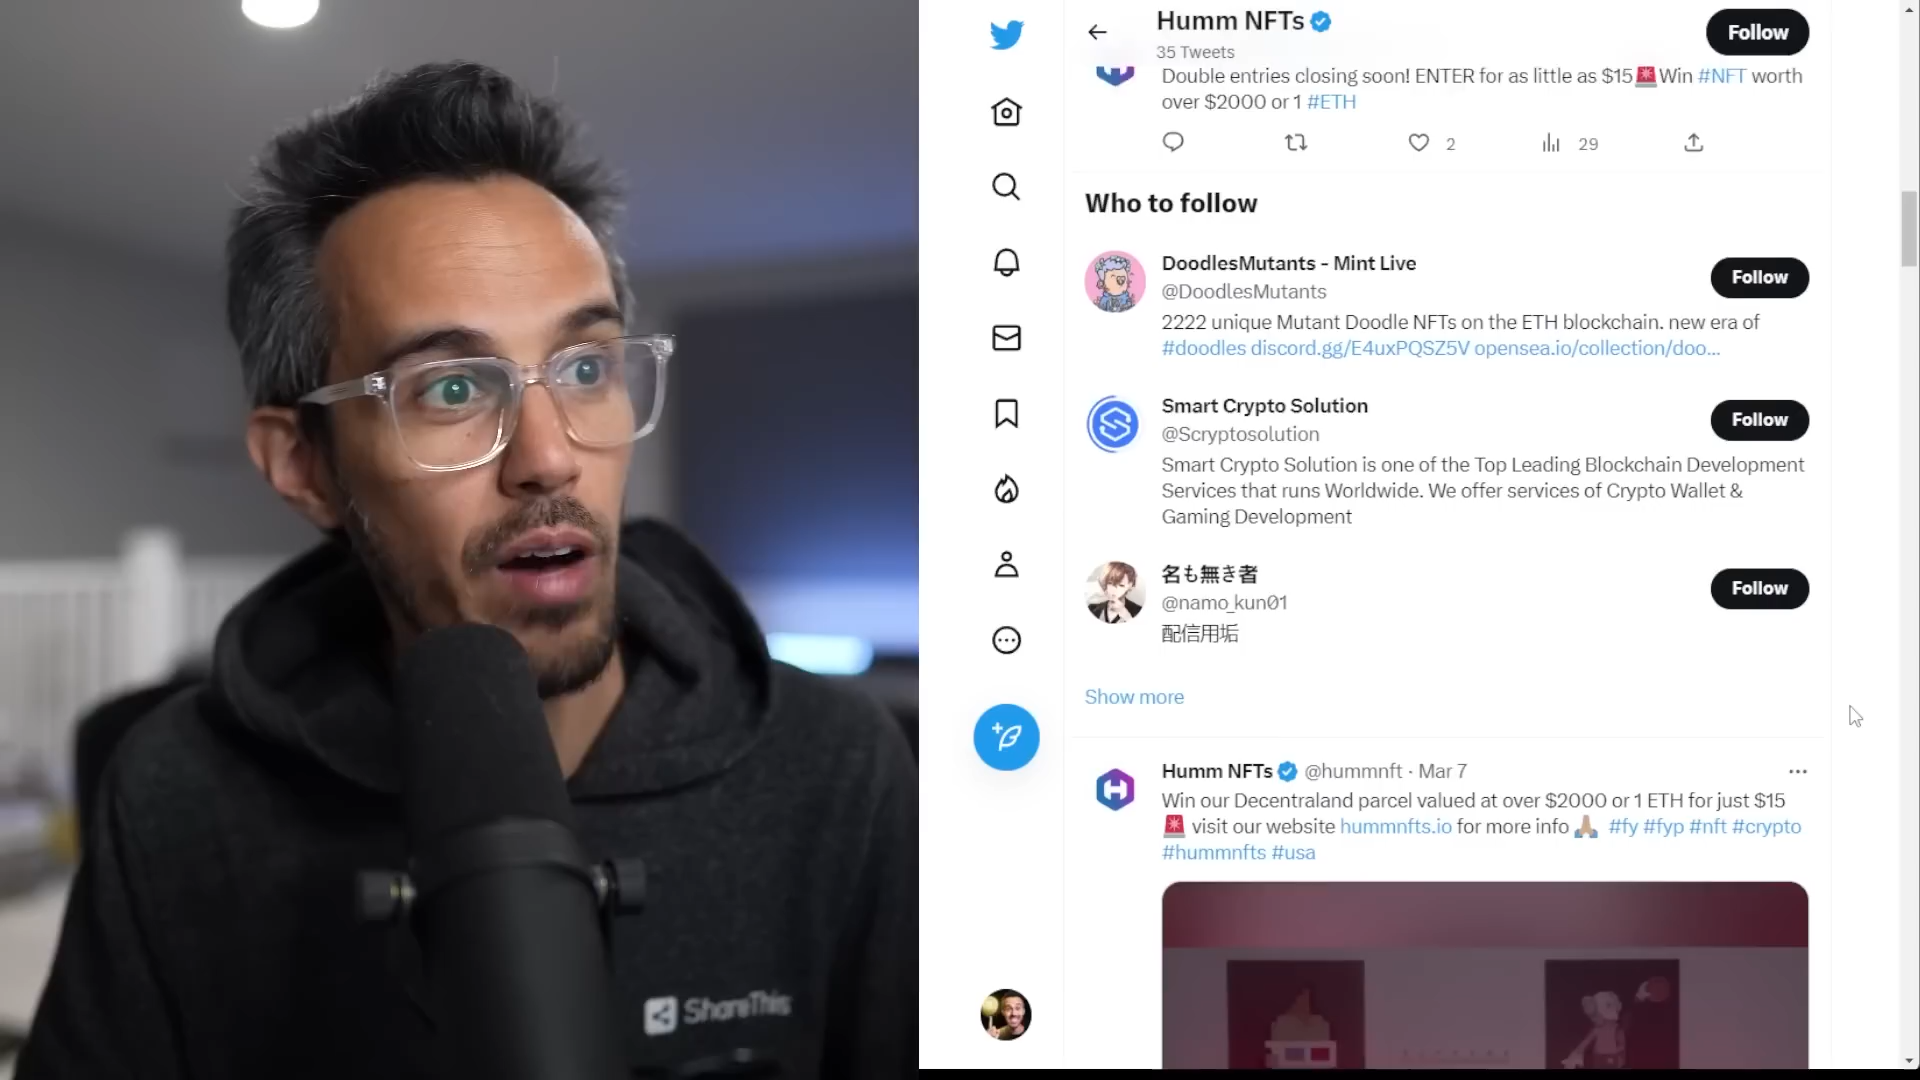 Humm NFTs
35 Tweets
Follow
Double entries closing soon! ENTER for as little as $15🚨Win #NFT worth
over $2000 or 1 #ETH
2
29
Who to follow
DoodlesMutants - Mint Live
@DoodlesMutants
Follow
2222 unique Mutant Doodle NFTs on the ETH blockchain. new era of
#doodles discord.gg/E4uxPQSZ5V opensea.io/collection/doo...
Smart Crypto Solution
@Scryptosolution
Follow
Smart Crypto Solution is one of the Top Leading Blockchain Development
Services that runs Worldwide. We offer services of Crypto Wallet &
Gaming Development
名も無き者
@namo_kun01
Follow
配信用垢
Show more
Humm NFTs @hummnft · Mar 7
Win our Decentraland parcel valued at over $2000 or 1 ETH for just $15
🚨 visit our website hummnfts.io for more info 🙏🏼 #fy #fyp #nft #crypto
#hummnfts #usa
ShareThis